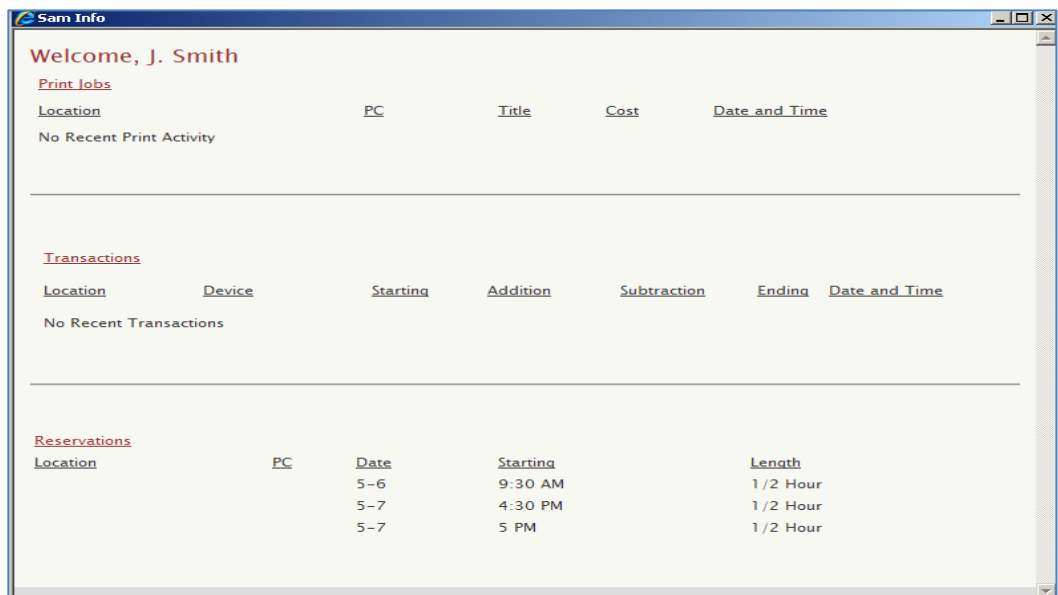 Sam Info
Welcome, J. Smith
Print Jobs
Location PC Title Cost Date and Time
No Recent Print Activity
Transactions
Location Device Starting Addition Subtraction Ending Date and Time
No Recent Transactions
Reservations
Location PC Date Starting Length
5-6 9:30 AM 1/2 Hour
5-7 4:30 PM 1/2 Hour
5-7 5 PM 1/2 Hour